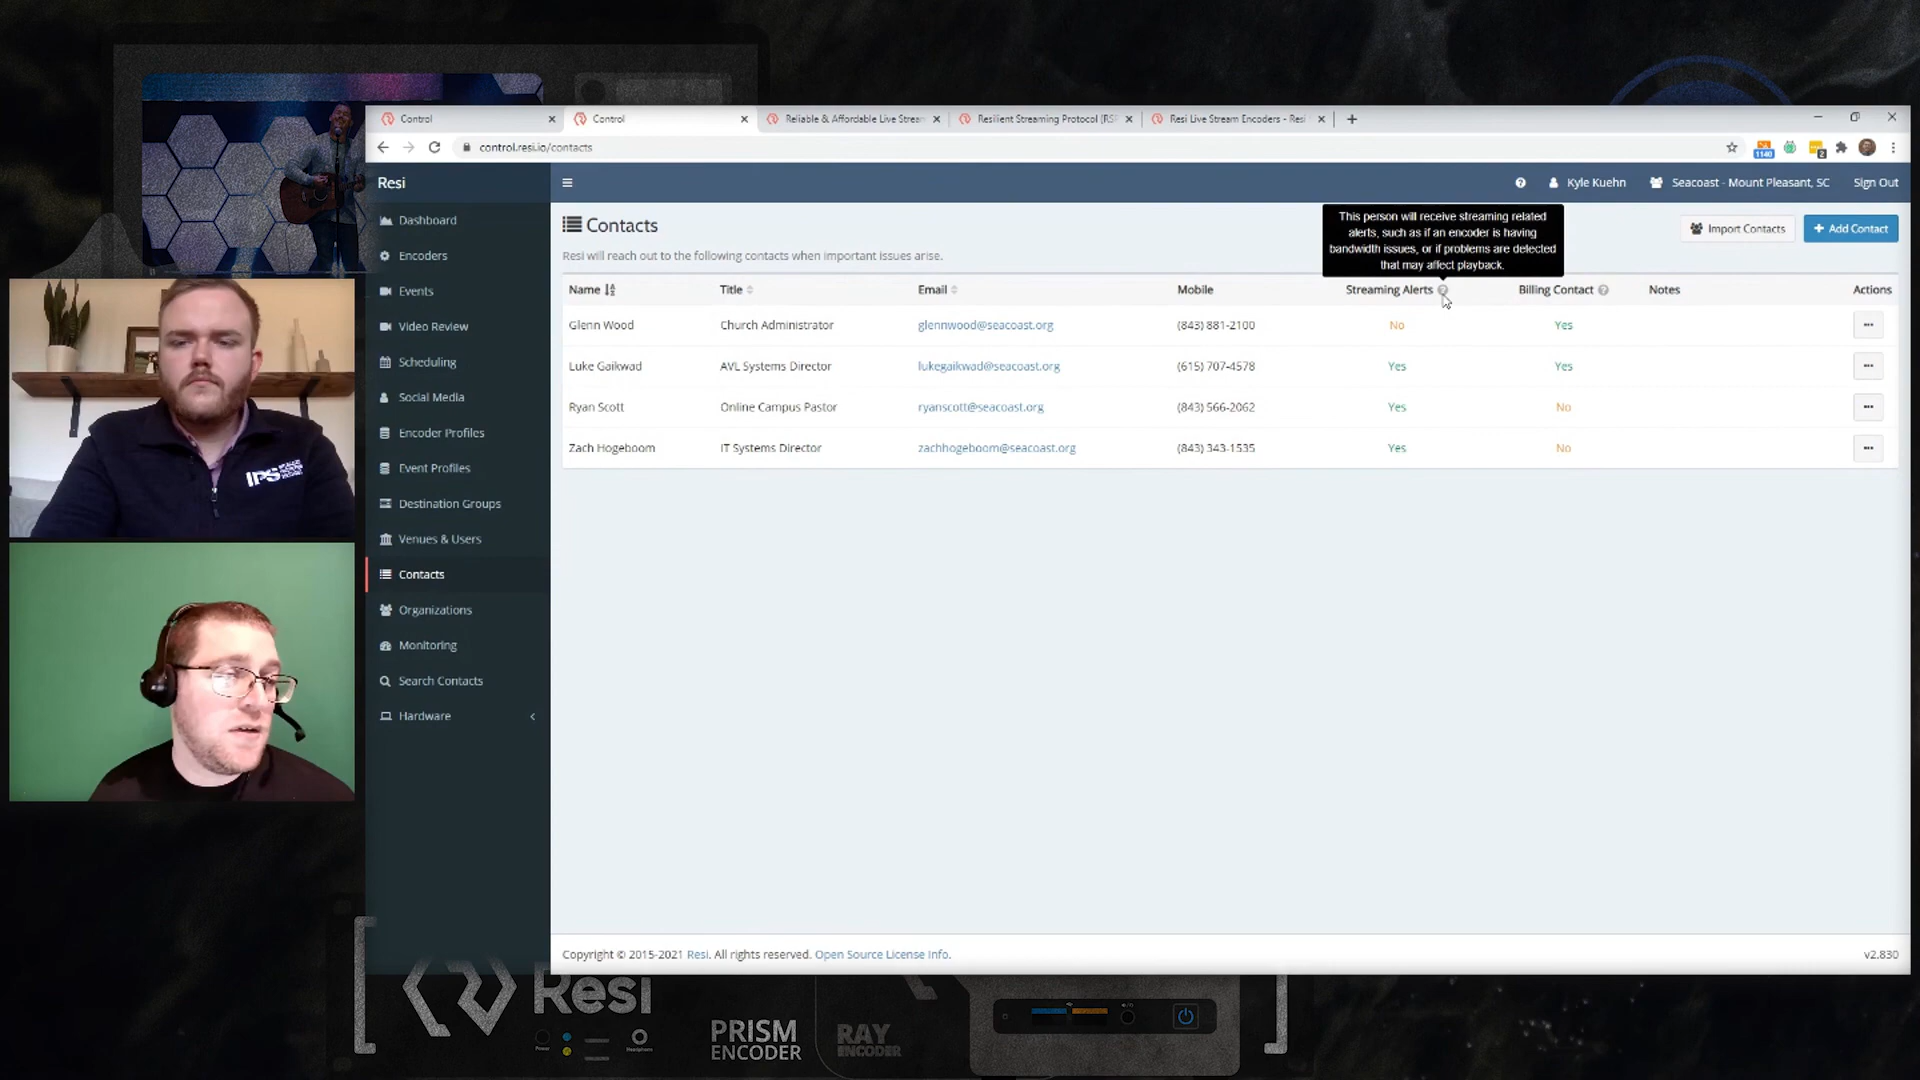 Control
Control
Reliable & Affordable Live Stream
Resilient Streaming Protocol (RSP
Resi Live Stream Encoders - Resi
control.resi.io/contacts
1140
2
Resi
Kyle Kuehn
Seacoast - Mount Pleasant, SC
Sign Out
Dashboard
Encoders
Events
Video Review
Scheduling
Social Media
Encoder Profiles
Event Profiles
Destination Groups
Venues & Users
Contacts
Organizations
Monitoring
Search Contacts
Hardware
Contacts
This person will receive streaming related
alerts, such as if an encoder is having
bandwidth issues, or if problems are detected
that may affect playback.
Import Contacts
+ Add Contact
Resi will reach out to the following contacts when important issues arise.
Name Title Email Mobile Streaming Alerts Billing Contact Notes Actions
Glenn Wood Church Administrator glennwood@seacoast.org (843) 881-2100 No Yes
Luke Gaikwad AVL Systems Director lukegaikwad@seacoast.org (615) 707-4578 Yes Yes
Ryan Scott Online Campus Pastor ryanscott@seacoast.org (843) 566-2062 Yes No
Zach Hogeboom IT Systems Director zachhogeboom@seacoast.org (843) 343-1535 Yes No
Copyright © 2015-2021 Resi. All rights reserved. Open Source License Info.
v2.830
IPS
Resi
PRISM
ENCODER
RAY
ENCODER